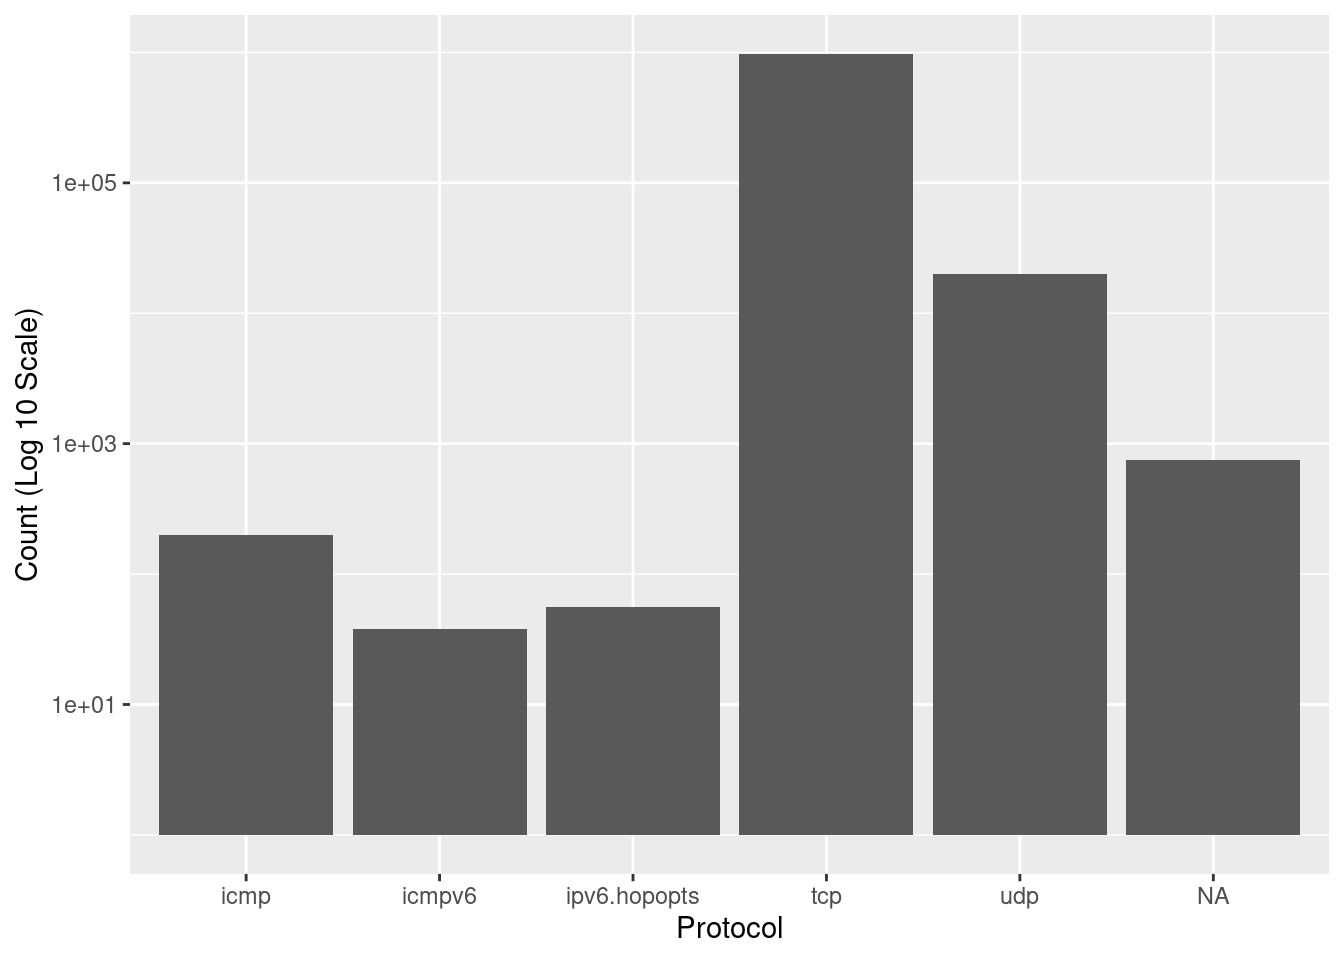 Count (Log 10 Scale)
1e+05
1e+03
1e+01
icmp icmpv6 ipv6.hopopts tcp udp NA
Protocol